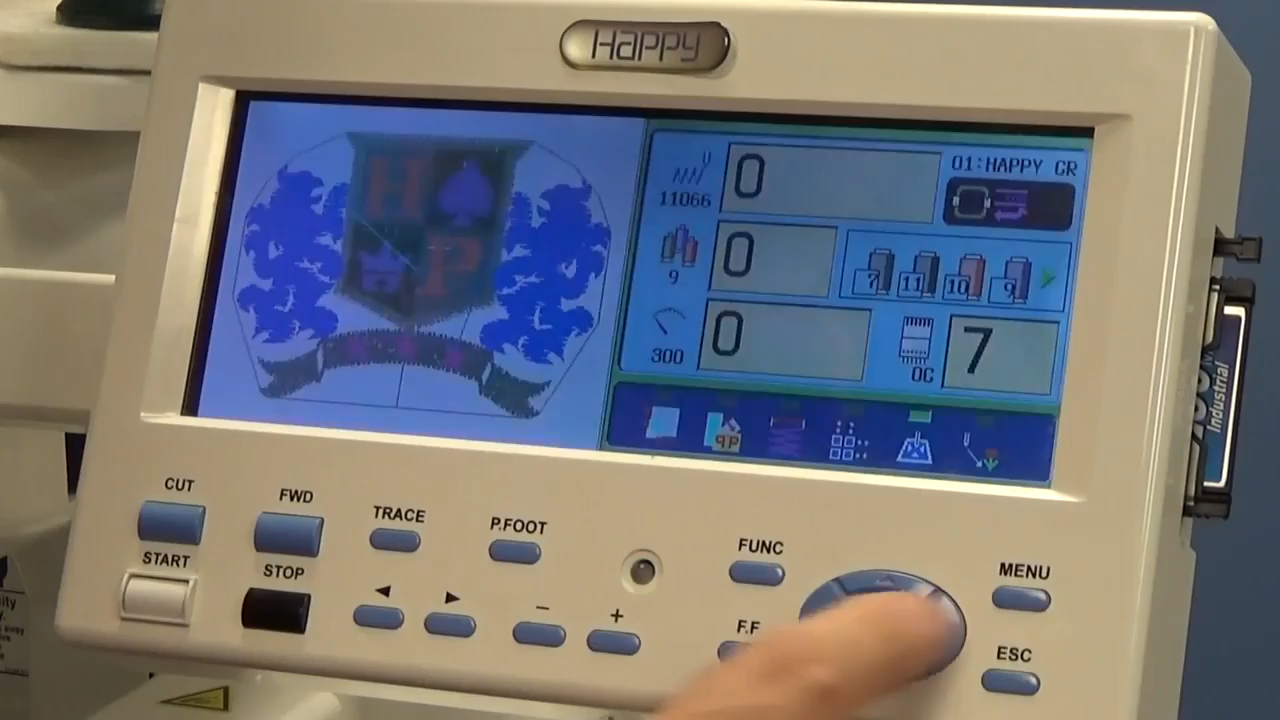 HAPPY
01:HAPPY GR
0
11066
0
9
7 11 10 9
0
300
7
OC
H
P
CUT
FWD
TRACE
P.FOOT
START
STOP
FUNC
MENU
F.F
ESC
− +
Industrial